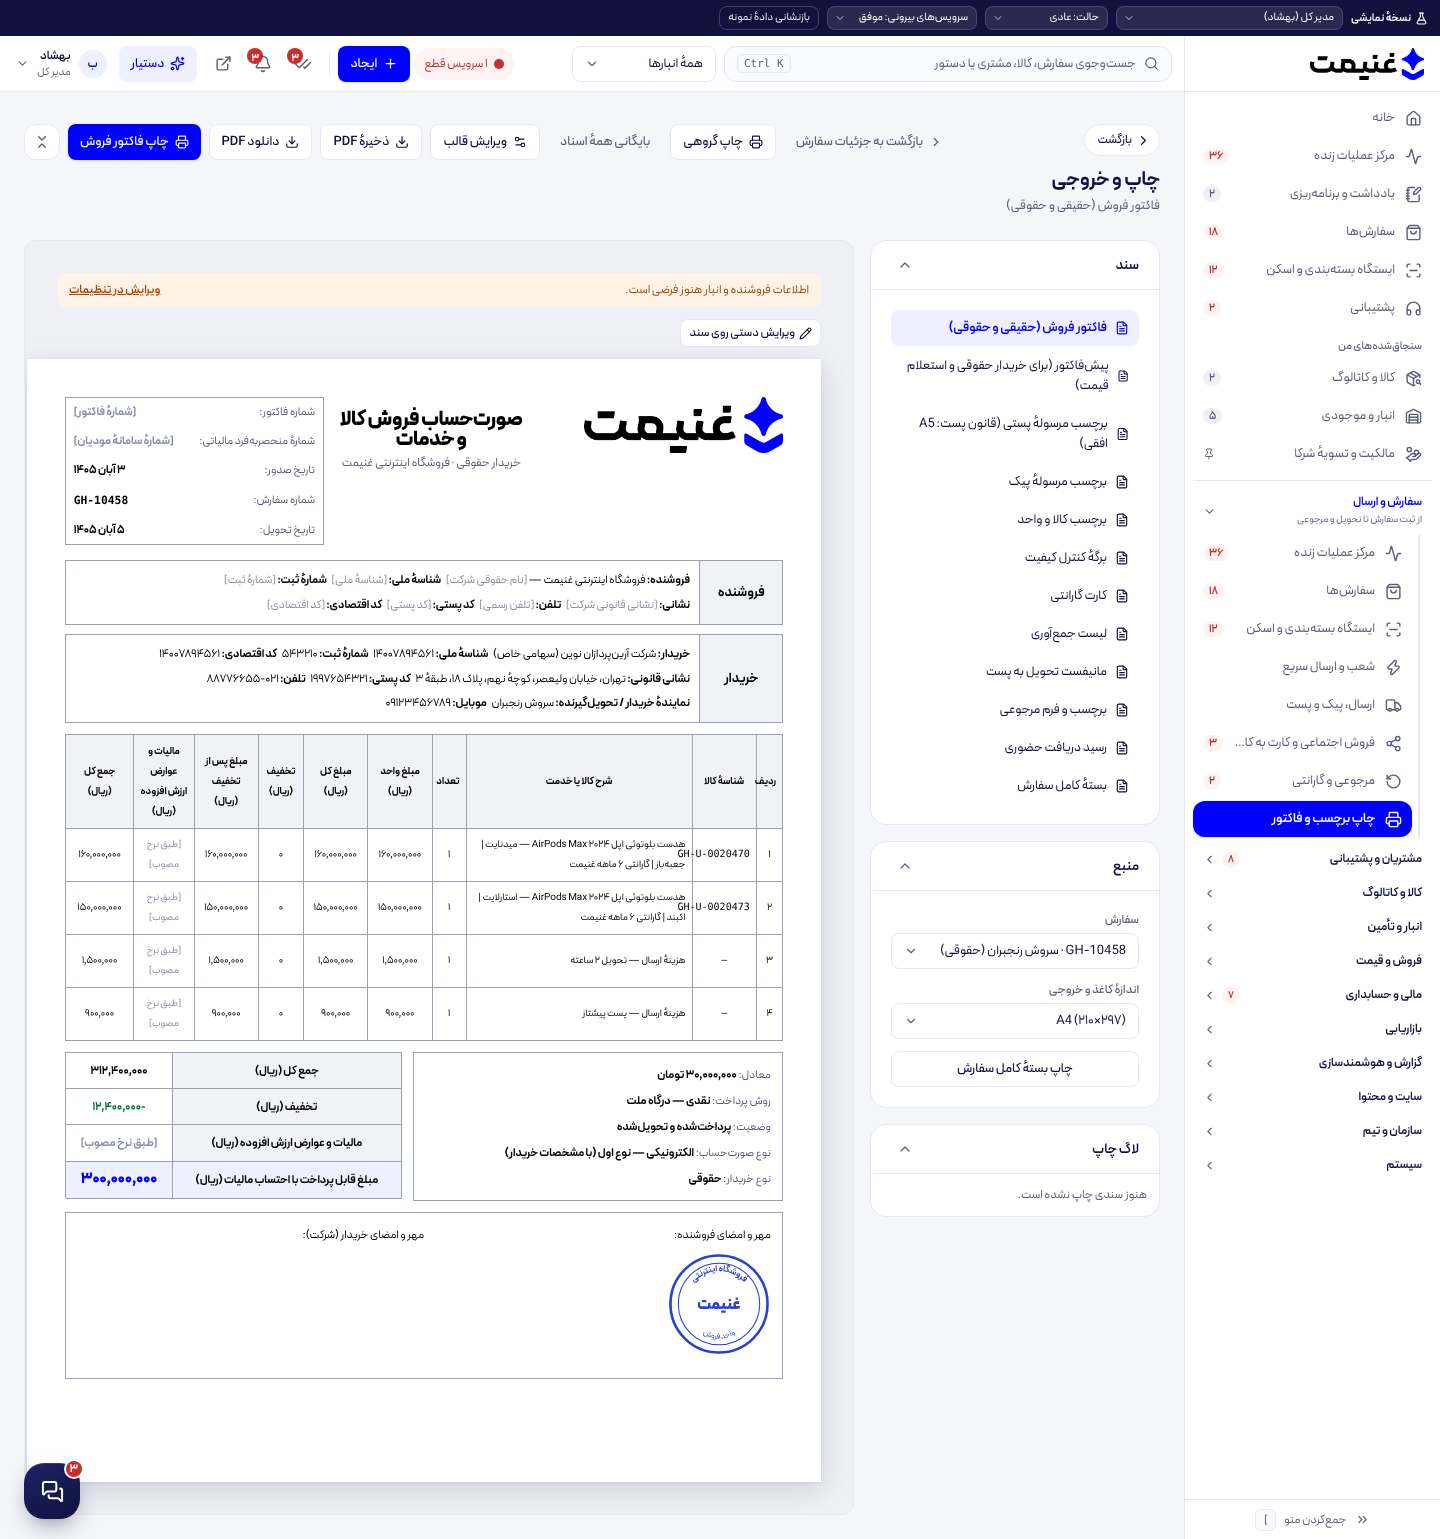 نسخهٔ نمایشی
مدیر کل (بهشاد)
حالت: عادی
سرویس‌های بیرونی: موفق
بازنشانی دادهٔ نمونه
غنیمت
جست‌وجوی سفارش، کالا، مشتری یا دستور
Ctrl K
همهٔ انبارها
۱ سرویس قطع
ایجاد
۳
۳
دستیار
ب
بهشاد
مدیر کل
خانه
مرکز عملیات زنده ۳۶
یادداشت و برنامه‌ریزی ۲
سفارش‌ها ۱۸
ایستگاه بسته‌بندی و اسکن ۱۲
پشتیبانی ۲
سنجاق‌شده‌های من
کالا و کاتالوگ ۲
انبار و موجودی ۵
مالکیت و تسویهٔ شرکا
سفارش و ارسال
از ثبت سفارش تا تحویل و مرجوعی
مرکز عملیات زنده ۳۶
سفارش‌ها ۱۸
ایستگاه بسته‌بندی و اسکن ۱۲
شعب و ارسال سریع
ارسال، پیک و پست
فروش اجتماعی و کارت به کا... ۳
مرجوعی و گارانتی ۲
چاپ برچسب و فاکتور
مشتریان و پشتیبانی ۸
کالا و کاتالوگ
انبار و تأمین
فروش و قیمت
مالی و حسابداری ۷
بازاریابی
گزارش و هوشمندسازی
سایت و محتوا
سازمان و تیم
سیستم
جمع‌کردن منو [
بازگشت
بازگشت به جزئیات سفارش
چاپ گروهی
بایگانی همهٔ اسناد
ویرایش قالب
ذخیرهٔ PDF
دانلود PDF
چاپ فاکتور فروش
چاپ و خروجی
فاکتور فروش (حقیقی و حقوقی)
سند
فاکتور فروش (حقیقی و حقوقی)
پیش‌فاکتور (برای خریدار حقوقی و استعلام
قیمت)
برچسب مرسولهٔ پستی (قانون پست: A5
افقی)
برچسب مرسولهٔ پیک
برچسب کالا و واحد
برگهٔ کنترل کیفیت
کارت گارانتی
لیست جمع‌آوری
مانیفست تحویل به پست
برچسب و فرم مرجوعی
رسید دریافت حضوری
بستهٔ کامل سفارش
منبع
سفارش
GH-10458 · سروش رنجبران (حقوقی)
اندازهٔ کاغذ و خروجی
A4 (۲۱۰×۲۹۷)
چاپ بستهٔ کامل سفارش
لاگ چاپ
هنوز سندی چاپ نشده است.
اطلاعات فروشنده و انبار هنوز فرضی است.
ویرایش در تنظیمات
ویرایش دستی روی سند
غنیمت
صورت‌حساب فروش کالا
و خدمات
خریدار حقوقی · فروشگاه اینترنتی غنیمت
شماره فاکتور: [شمارهٔ فاکتور]
شمارهٔ منحصربه‌فرد مالیاتی: [شمارهٔ سامانهٔ مودیان]
تاریخ صدور: ۳ آبان ۱۴۰۵
شماره سفارش: GH-10458
تاریخ تحویل: ۵ آبان ۱۴۰۵
فروشنده
فروشنده: فروشگاه اینترنتی غنیمت — [نام حقوقی شرکت] شناسهٔ ملی: [شناسهٔ ملی] شمارهٔ ثبت: [شمارهٔ ثبت]
نشانی: [نشانی قانونی شرکت] تلفن: [تلفن رسمی] کد پستی: [کد پستی] کد اقتصادی: [کد اقتصادی]
خریدار
خریدار: شرکت آرین‌پردازان نوین (سهامی خاص) شناسهٔ ملی: ۱۴۰۰۷۸۹۴۵۶۱ شمارهٔ ثبت: ۵۴۳۲۱۰ کد اقتصادی: ۱۴۰۰۷۸۹۴۵۶۱
نشانی قانونی: تهران، خیابان ولیعصر، کوچهٔ نهم، پلاک ۱۸، طبقهٔ ۳ کد پستی: ۱۹۹۷۶۵۴۳۲۱ تلفن: ۰۲۱-۸۸۷۷۶۶۵۵
نمایندهٔ خریدار / تحویل‌گیرنده: سروش رنجبران موبایل: ۰۹۱۲۳۴۵۶۷۸۹
ردیف شناسهٔ کالا شرح کالا یا خدمت تعداد مبلغ واحد (ریال) مبلغ کل (ریال) تخفیف (ریال) مبلغ پس از تخفیف (ریال) مالیات و عوارض ارزش افزوده (ریال) جمع کل (ریال)
۱ GH-U-0020470 هدست بلوتوثی اپل AirPods Max ۲۰۲۴ — میدنایت | جعبه‌باز | گارانتی ۶ ماهه غنیمت ۱ ۱۶۰,۰۰۰,۰۰۰ ۱۶۰,۰۰۰,۰۰۰ ۰ ۱۶۰,۰۰۰,۰۰۰ [طبق نرخ مصوب] ۱۶۰,۰۰۰,۰۰۰
۲ GH-U-0020473 هدست بلوتوثی اپل AirPods Max ۲۰۲۴ — استارلایت | اکبند | گارانتی ۶ ماهه غنیمت ۱ ۱۵۰,۰۰۰,۰۰۰ ۱۵۰,۰۰۰,۰۰۰ ۰ ۱۵۰,۰۰۰,۰۰۰ [طبق نرخ مصوب] ۱۵۰,۰۰۰,۰۰۰
۳ — هزینهٔ ارسال — تحویل ۲ ساعته ۱ ۱,۵۰۰,۰۰۰ ۱,۵۰۰,۰۰۰ ۰ ۱,۵۰۰,۰۰۰ [طبق نرخ مصوب] ۱,۵۰۰,۰۰۰
۴ — هزینهٔ ارسال — پست پیشتاز ۱ ۹۰۰,۰۰۰ ۹۰۰,۰۰۰ ۰ ۹۰۰,۰۰۰ [طبق نرخ مصوب] ۹۰۰,۰۰۰
معادل: ۳۰,۰۰۰,۰۰۰ تومان
روش پرداخت: نقدی — درگاه ملت
وضعیت: پرداخت‌شده و تحویل‌شده
نوع صورت‌حساب: الکترونیکی — نوع اول (با مشخصات خریدار)
نوع خریدار: حقوقی
جمع کل (ریال) ۳۱۲,۴۰۰,۰۰۰
تخفیف (ریال) -۱۲,۴۰۰,۰۰۰
مالیات و عوارض ارزش افزوده (ریال) [طبق نرخ مصوب]
مبلغ قابل پرداخت با احتساب مالیات (ریال) ۳۰۰,۰۰۰,۰۰۰
مهر و امضای فروشنده:
مهر و امضای خریدار (شرکت):
فروشگاه اینترنتی
غنیمت
واحد فروش
۳